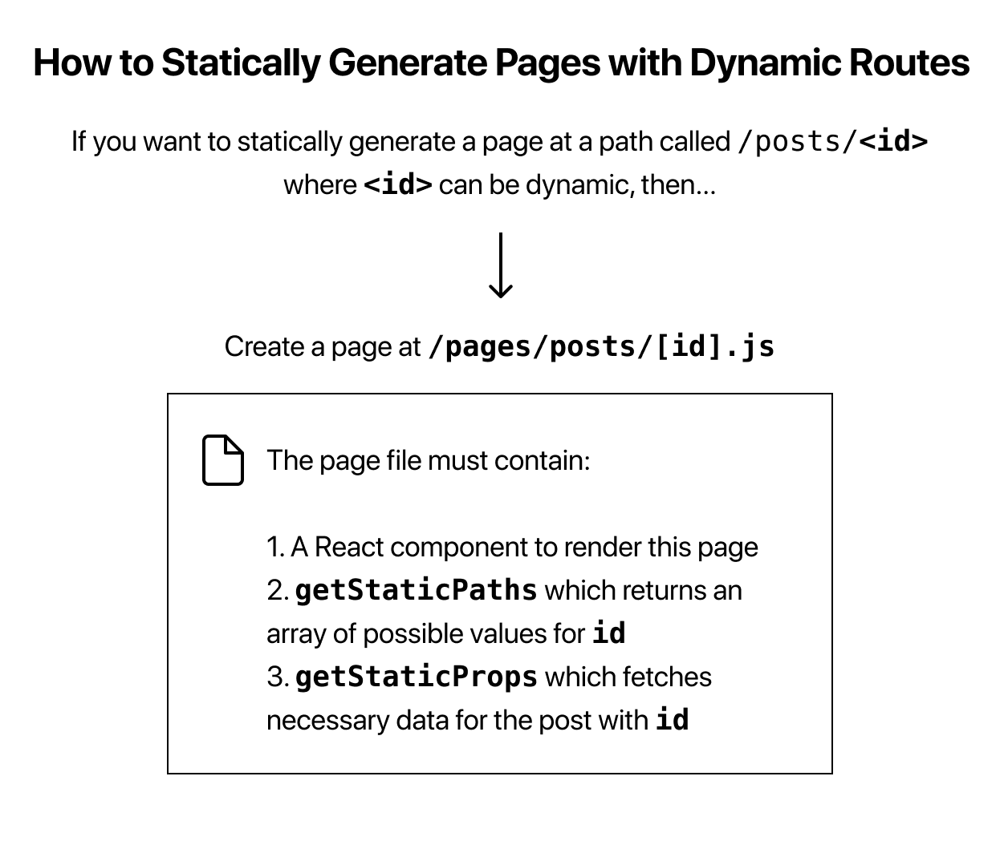 How to Statically Generate Pages with Dynamic Routes
If you want to statically generate a page at a path called /posts/<id>
where <id> can be dynamic, then...
Create a page at /pages/posts/[id].js
The page file must contain:
1. A React component to render this page
2. getStaticPaths which returns an
array of possible values for id
3. getStaticProps which fetches
necessary data for the post with id